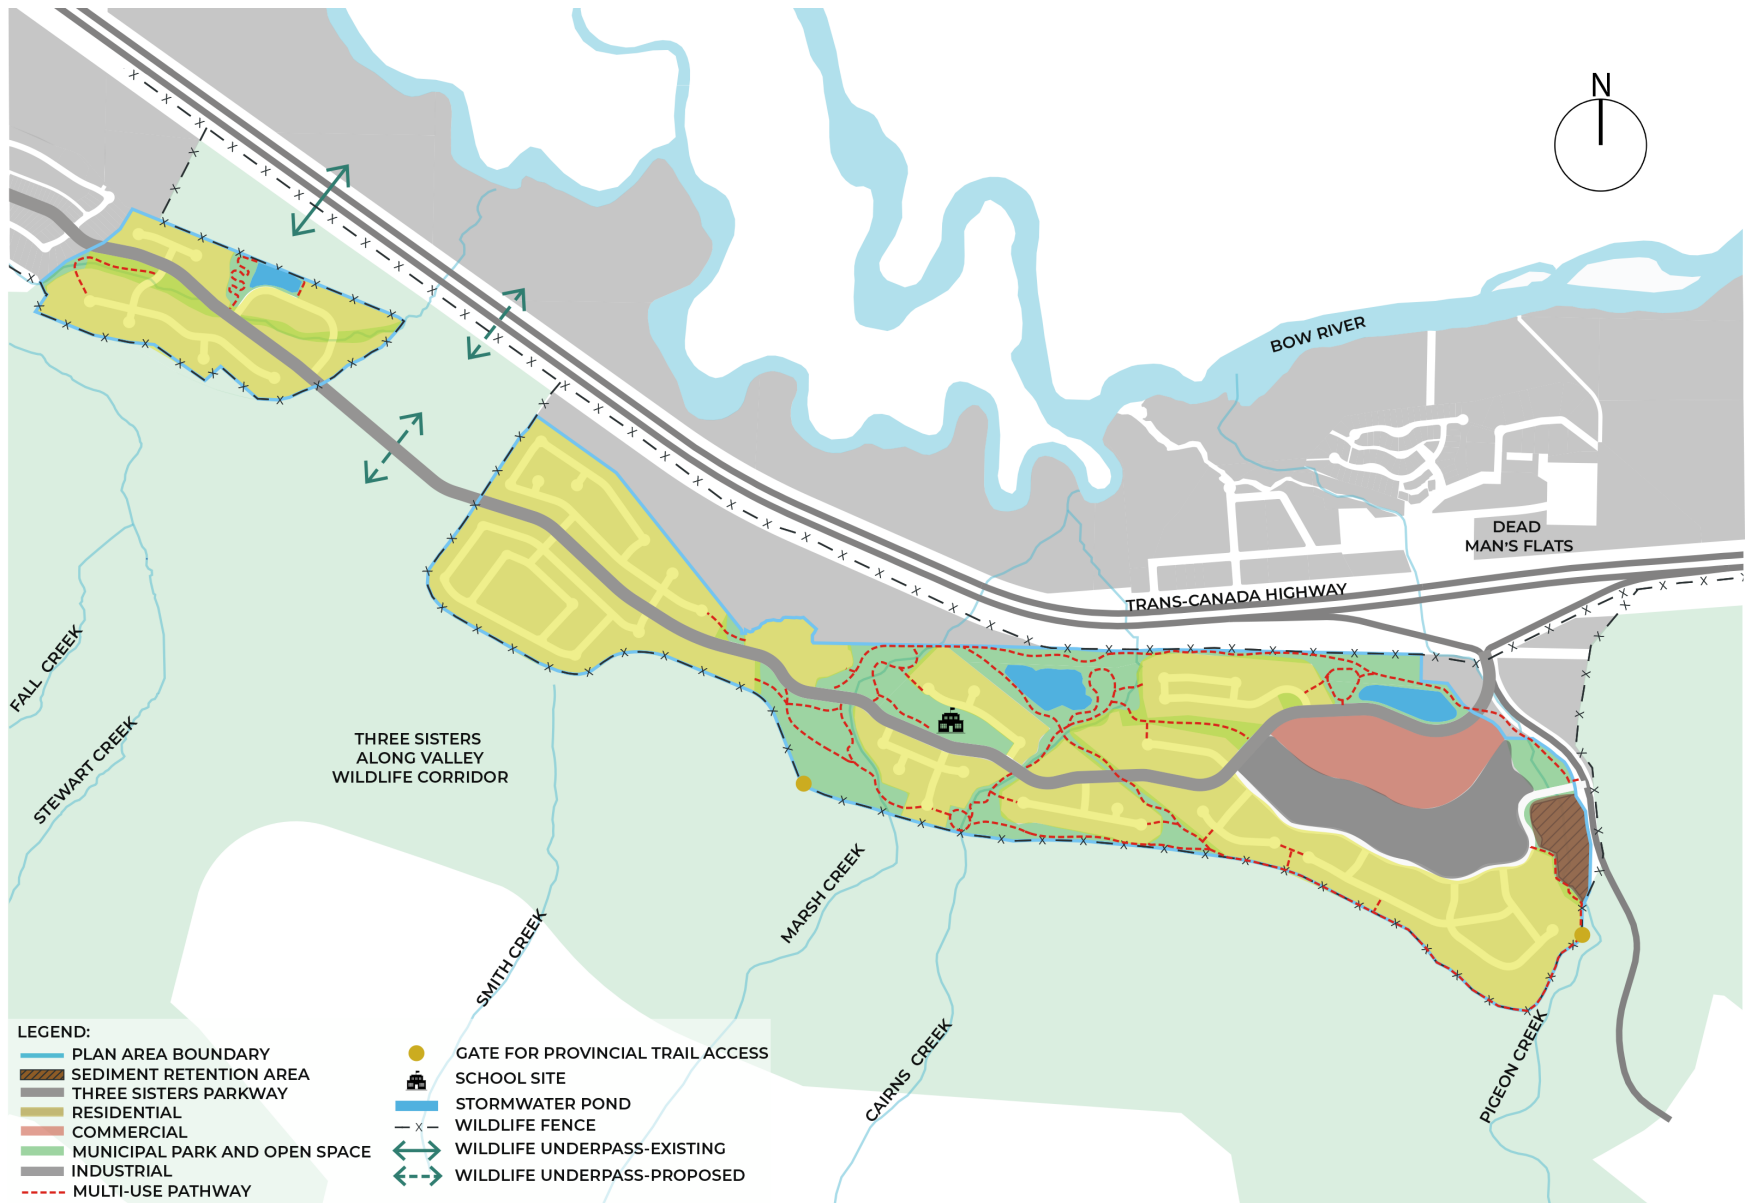 N
BOW RIVER
DEAD
MAN'S FLATS
TRANS-CANADA HIGHWAY
FALL CREEK
STEWART CREEK
THREE SISTERS
ALONG VALLEY
WILDLIFE CORRIDOR
SMITH CREEK
MARSH CREEK
CAIRNS CREEK
PIGEON CREEK
LEGEND:
PLAN AREA BOUNDARY
SEDIMENT RETENTION AREA
THREE SISTERS PARKWAY
RESIDENTIAL
COMMERCIAL
MUNICIPAL PARK AND OPEN SPACE
INDUSTRIAL
MULTI-USE PATHWAY
GATE FOR PROVINCIAL TRAIL ACCESS
SCHOOL SITE
STORMWATER POND
WILDLIFE FENCE
WILDLIFE UNDERPASS-EXISTING
WILDLIFE UNDERPASS-PROPOSED